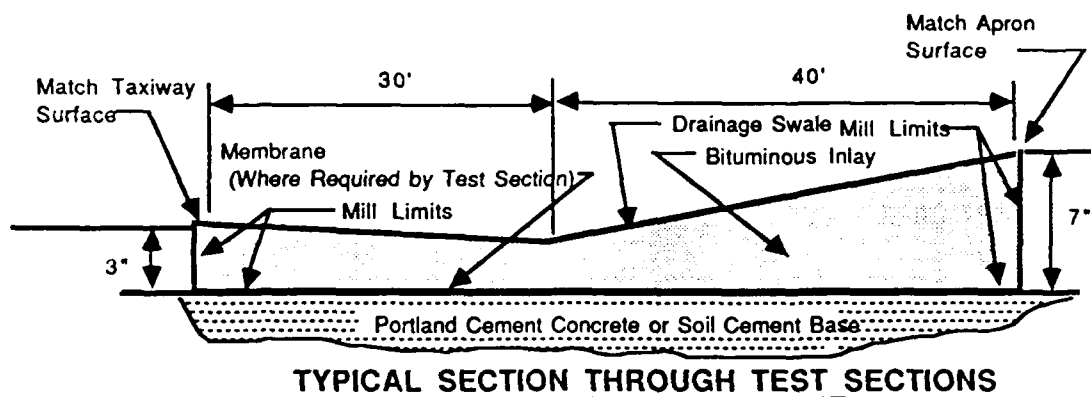 Match Apron
Surface
30'
40'
Match Taxiway
Surface
Membrane
(Where Required by Test Section)
Mill Limits
Drainage Swale
Mill Limits
Bituminous Inlay
3"
7"
Portland Cement Concrete or Soil Cement Base
TYPICAL SECTION THROUGH TEST SECTIONS